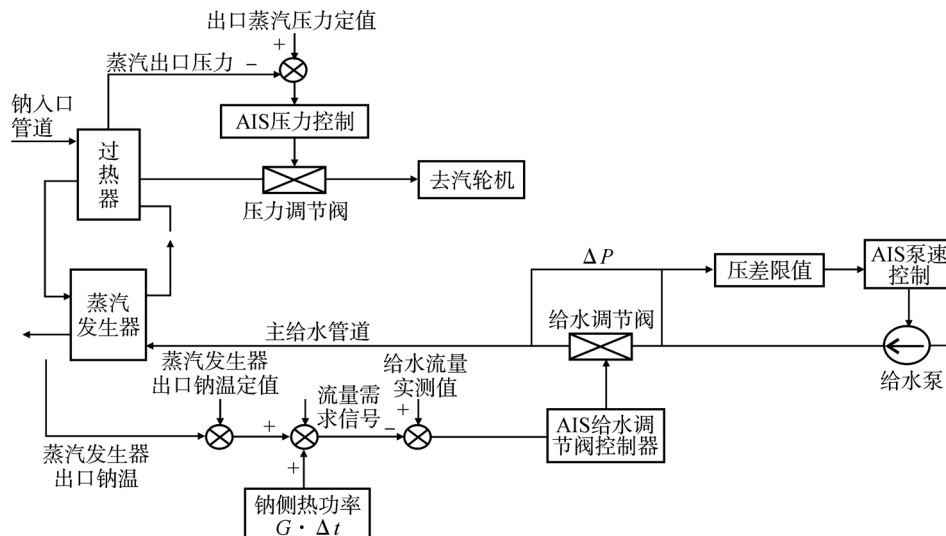 出口蒸汽压力定值
+
蒸汽出口压力 −
钠入口
管道
AIS压力控制
过
热
器
去汽轮机
压力调节阀
ΔP
压差限值
AIS泵速
控制
蒸汽
发生器
给水调节阀
主给水管道
给水泵
蒸汽发生器
出口钠温定值
给水流量
实测值
流量需
求信号
+
−
+
AIS给水调
节阀控制器
蒸汽发生器
出口钠温
+
钠侧热功率
G·Δt